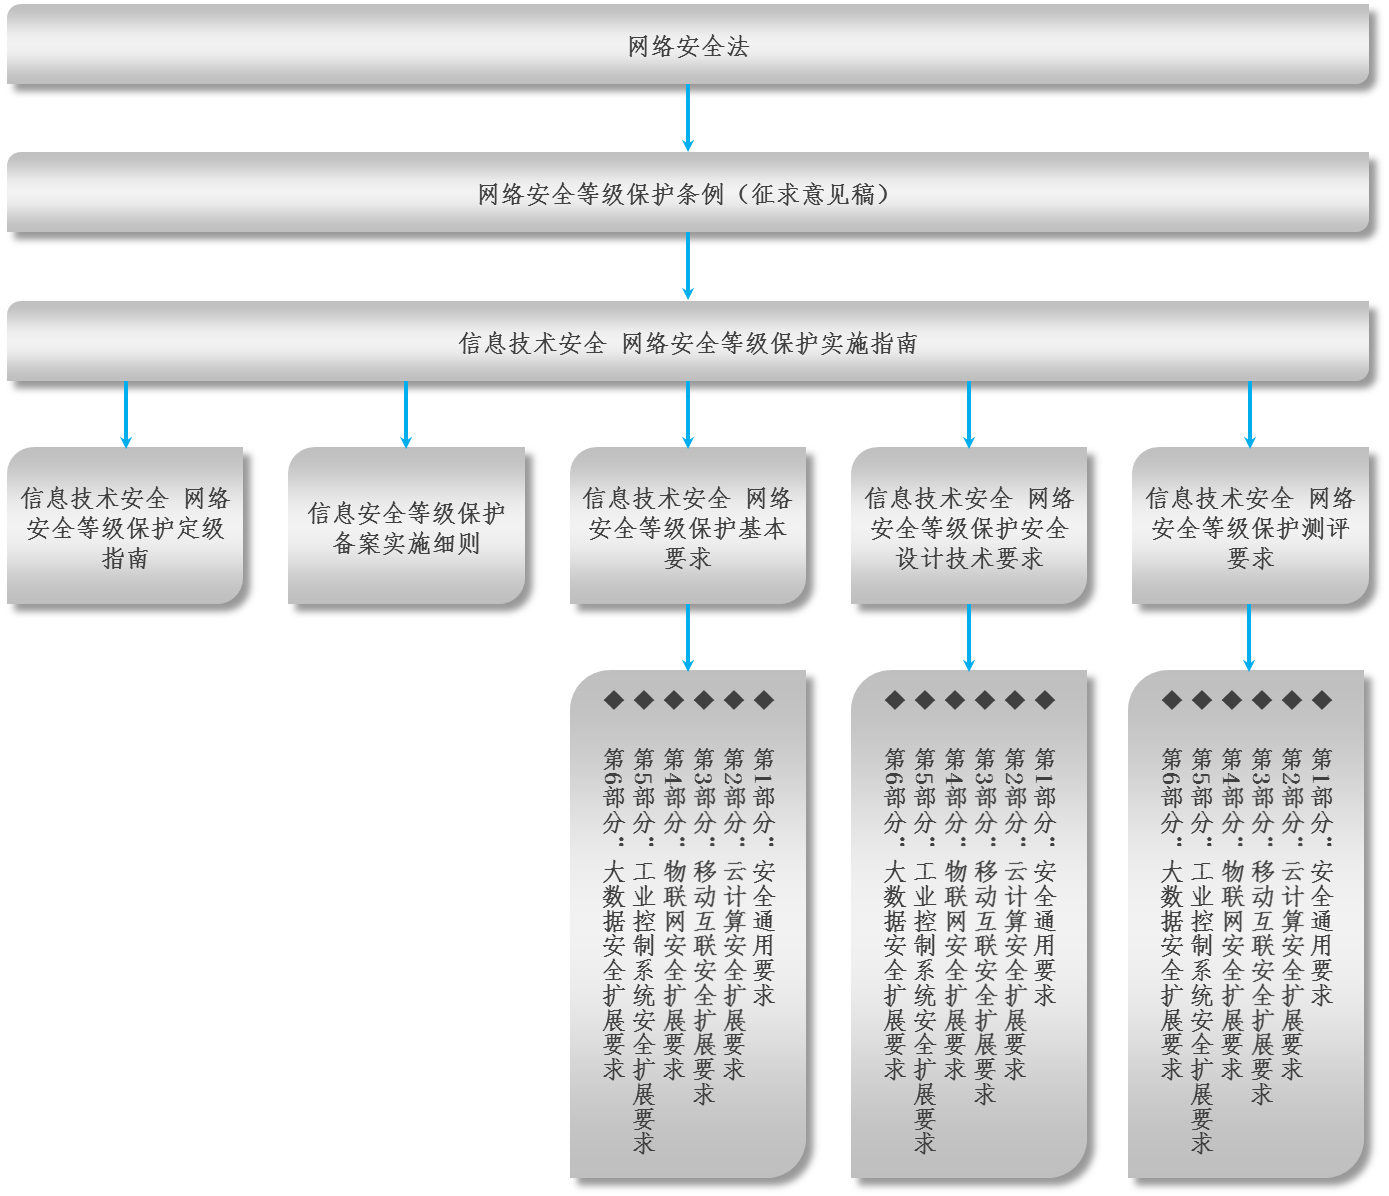 网络安全法
网络安全等级保护条例（征求意见稿）
信息技术安全 网络安全等级保护实施指南
信息技术安全 网络
安全等级保护定级
指南
信息安全等级保护
备案实施细则
信息技术安全 网络
安全等级保护基本
要求
信息技术安全 网络
安全等级保护安全
设计技术要求
信息技术安全 网络
安全等级保护测评
要求
◆ 第1部分：安全通用要求
◆ 第2部分：云计算安全扩展要求
◆ 第3部分：移动互联安全扩展要求
◆ 第4部分：物联网安全扩展要求
◆ 第5部分：工业控制系统安全扩展要求
◆ 第6部分：大数据安全扩展要求
◆ 第1部分：安全通用要求
◆ 第2部分：云计算安全扩展要求
◆ 第3部分：移动互联安全扩展要求
◆ 第4部分：物联网安全扩展要求
◆ 第5部分：工业控制系统安全扩展要求
◆ 第6部分：大数据安全扩展要求
◆ 第1部分：安全通用要求
◆ 第2部分：云计算安全扩展要求
◆ 第3部分：移动互联安全扩展要求
◆ 第4部分：物联网安全扩展要求
◆ 第5部分：工业控制系统安全扩展要求
◆ 第6部分：大数据安全扩展要求